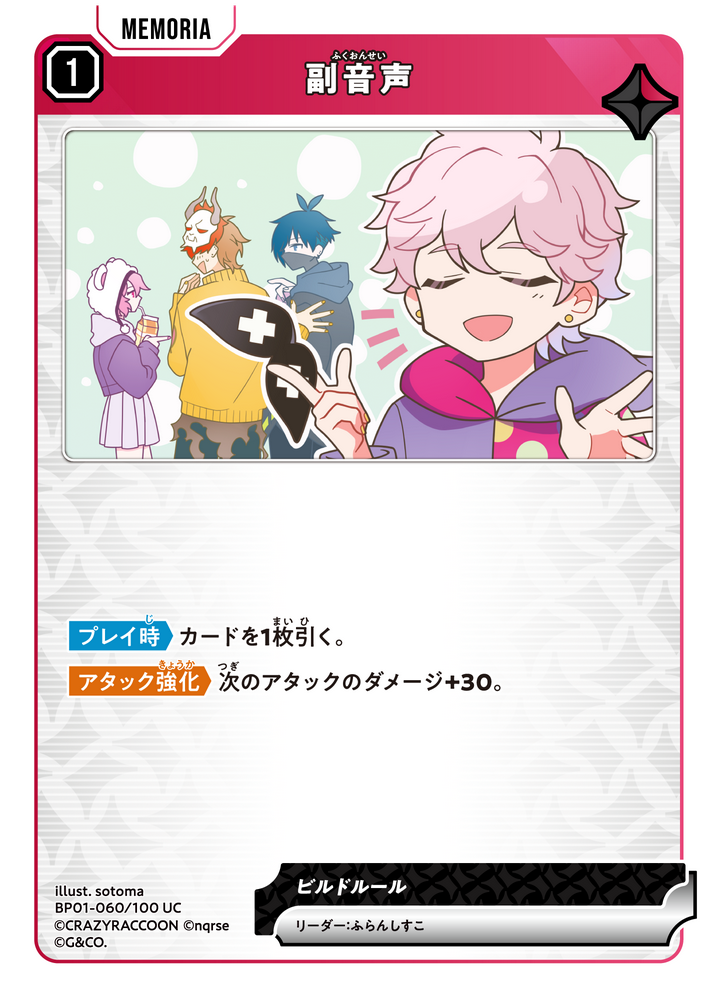 MEMORIA
1
ふくおんせい
副音声
じ まい ひ
プレイ時 カードを1枚引く。
きょうか つぎ
アタック強化 次のアタックのダメージ+30。
ビルドルール
リーダー:ふらんしすこ
illust. sotoma
BP01-060/100 UC
©CRAZYRACCOON ©nqrse
©G&CO.